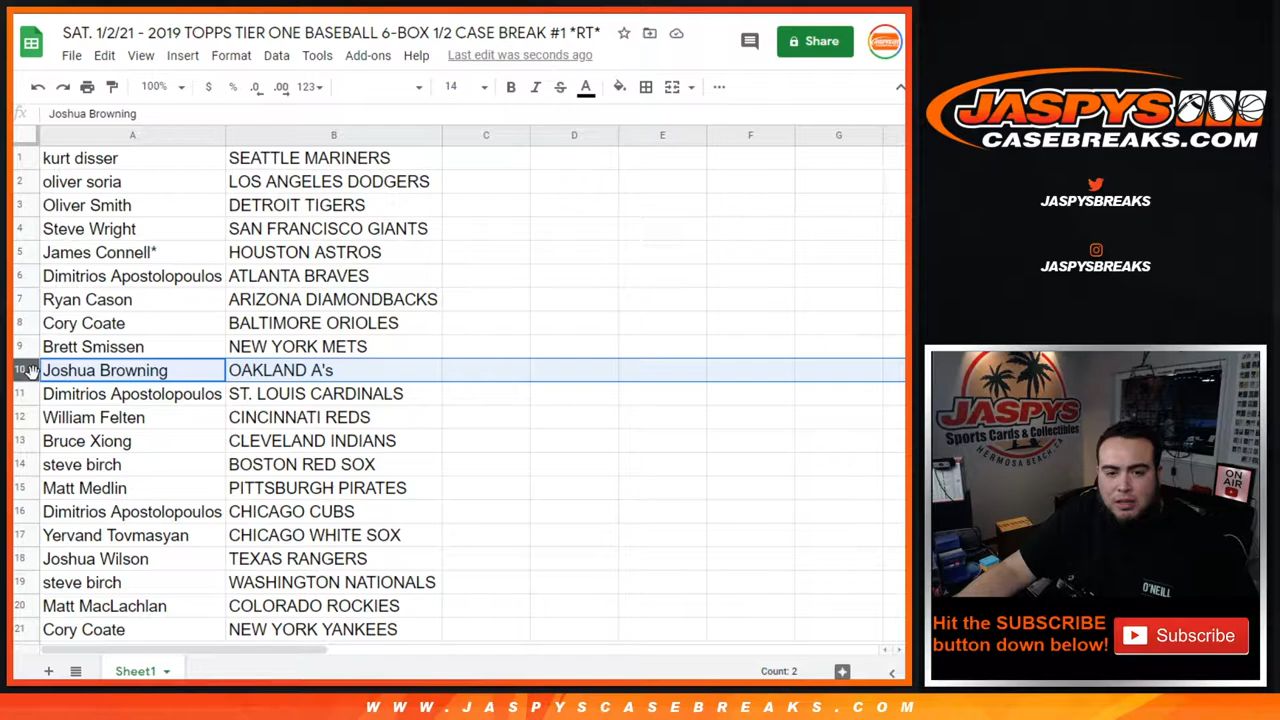 SAT. 1/2/21 - 2019 TOPPS TIER ONE BASEBALL 6-BOX 1/2 CASE BREAK #1 *RT*
File Edit View Insert Format Data Tools Add-ons Help Last edit was seconds ago
Share
100% $ % .0 .00 123 14 B I S A
fx Joshua Browning
A B C D E F G
1 kurt disser SEATTLE MARINERS
2 oliver soria LOS ANGELES DODGERS
3 Oliver Smith DETROIT TIGERS
4 Steve Wright SAN FRANCISCO GIANTS
5 James Connell* HOUSTON ASTROS
6 Dimitrios Apostolopoulos ATLANTA BRAVES
7 Ryan Cason ARIZONA DIAMONDBACKS
8 Cory Coate BALTIMORE ORIOLES
9 Brett Smissen NEW YORK METS
10 Joshua Browning OAKLAND A's
11 Dimitrios Apostolopoulos ST. LOUIS CARDINALS
12 William Felten CINCINNATI REDS
13 Bruce Xiong CLEVELAND INDIANS
14 steve birch BOSTON RED SOX
15 Matt Medlin PITTSBURGH PIRATES
16 Dimitrios Apostolopoulos CHICAGO CUBS
17 Yervand Tovmasyan CHICAGO WHITE SOX
18 Joshua Wilson TEXAS RANGERS
19 steve birch WASHINGTON NATIONALS
20 Matt MacLachlan COLORADO ROCKIES
21 Cory Coate NEW YORK YANKEES
Sheet1 Count: 2
JASPYS
CASEBREAKS.COM
JASPYSBREAKS
JASPYSBREAKS
JASPYS
Sports Cards & Collectibles
HERMOSA BEACH, CA
ON AIR
O'NEILL
Hit the SUBSCRIBE
button down below!
Subscribe
WWW.JASPYSCASEBREAKS.COM